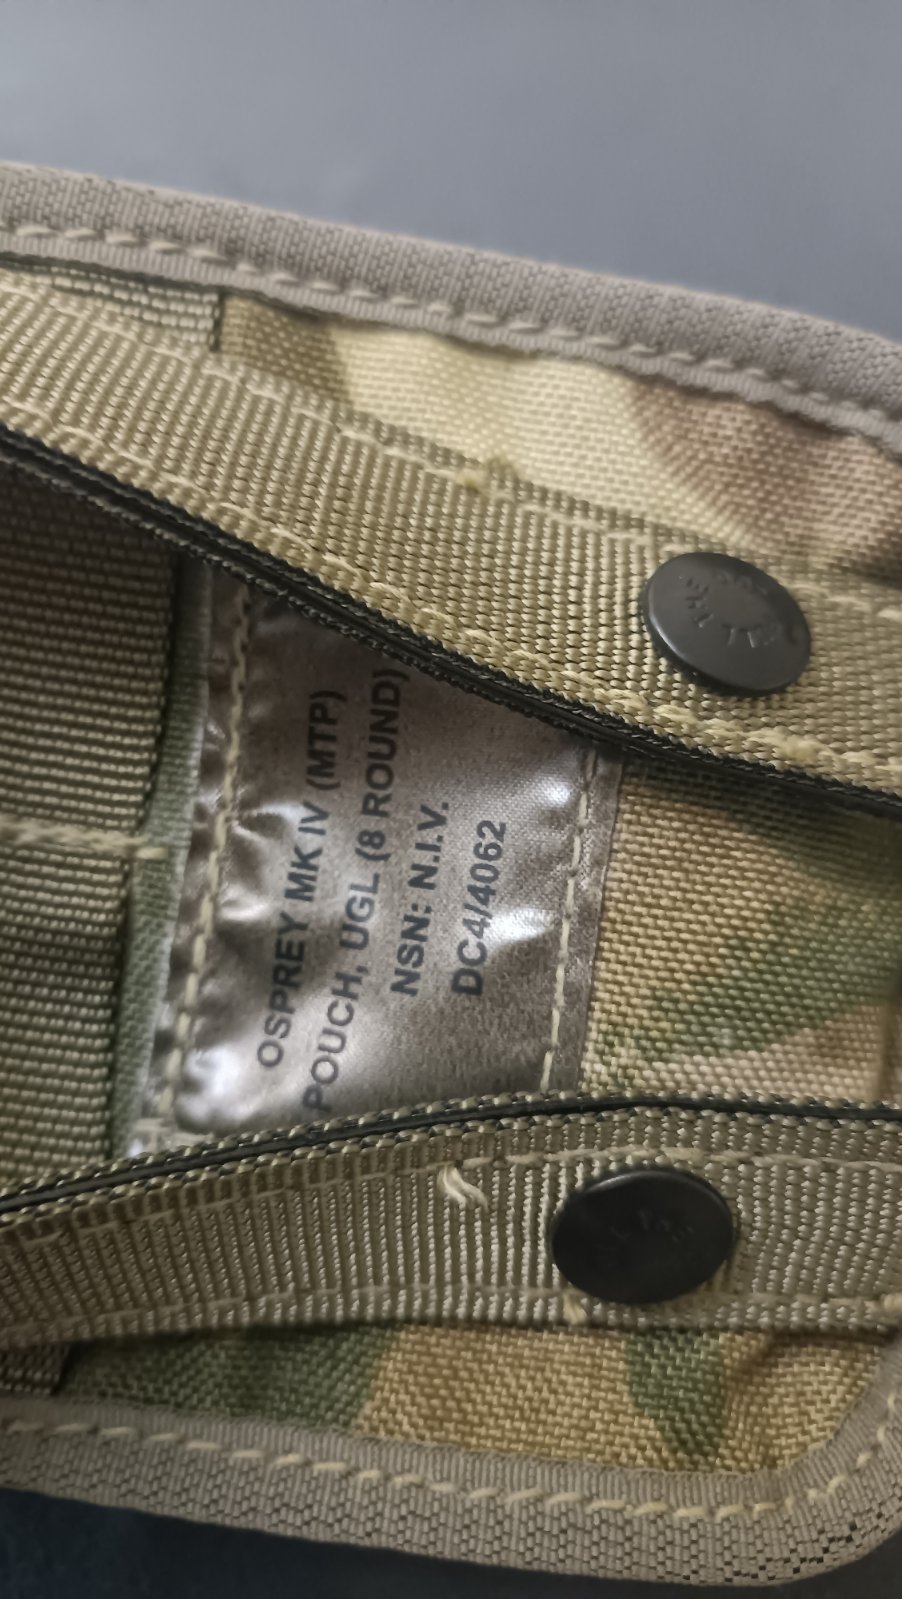 OSPREY MK IV (MTP)
POUCH, UGL (8 ROUND)
NSN: N.I.V.
DC4/4062